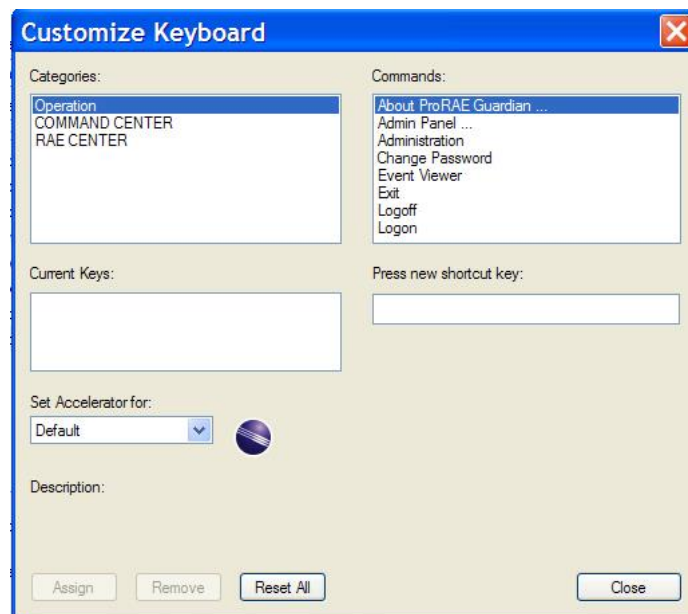 Customize Keyboard
Categories:
Commands:
Operation
COMMAND CENTER
RAE CENTER
About ProRAE Guardian ...
Admin Panel ...
Administration
Change Password
Event Viewer
Exit
Logoff
Logon
Current Keys:
Press new shortcut key:
Set Accelerator for:
Default
Description:
Assign
Remove
Reset All
Close